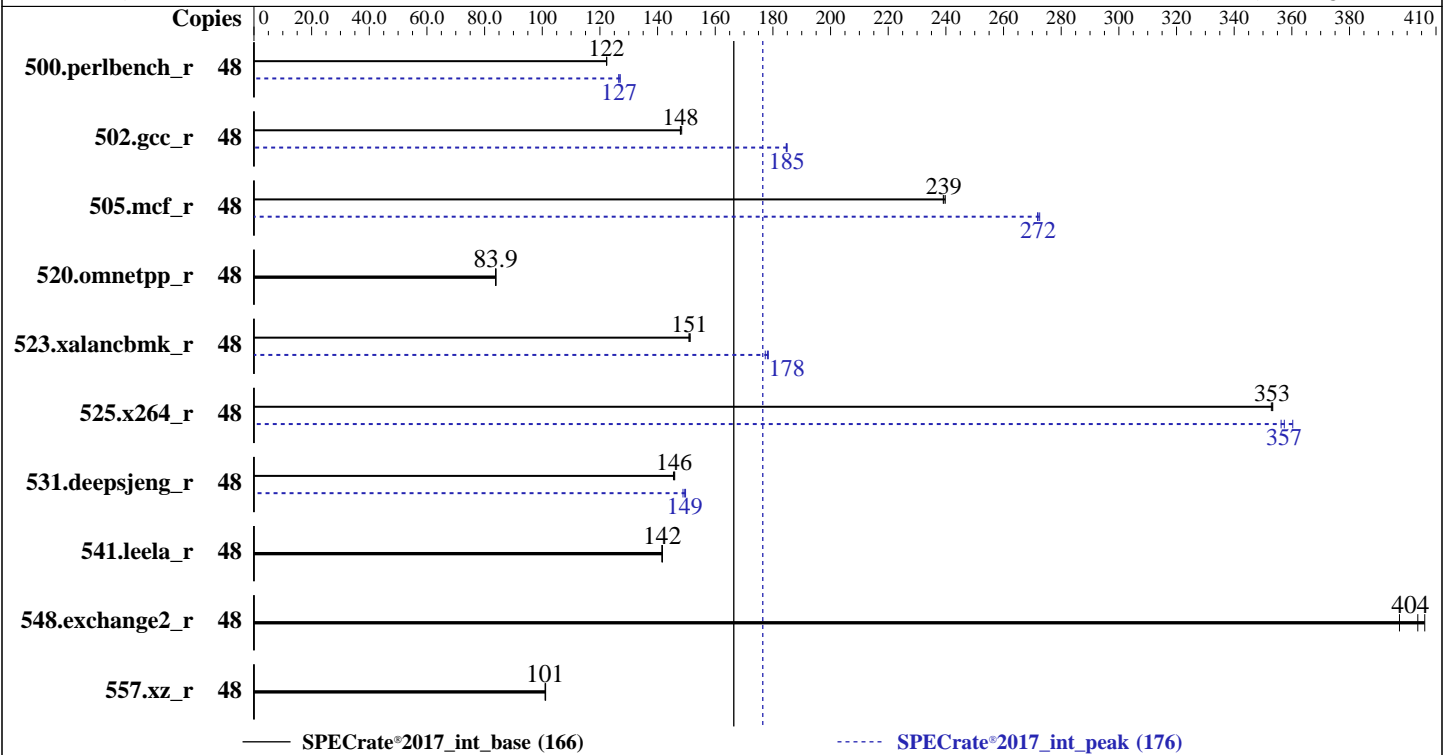 Copies 0 20.0 40.0 60.0 80.0 100 120 140 160 180 200 220 240 260 280 300 320 340 360 380 410
500.perlbench_r 48 122
127
502.gcc_r 48 148
185
505.mcf_r 48 239
272
520.omnetpp_r 48 83.9
523.xalancbmk_r 48 151
178
525.x264_r 48 353
357
531.deepsjeng_r 48 146
149
541.leela_r 48 142
548.exchange2_r 48 404
557.xz_r 48 101
SPECrate®2017_int_base (166) SPECrate®2017_int_peak (176)